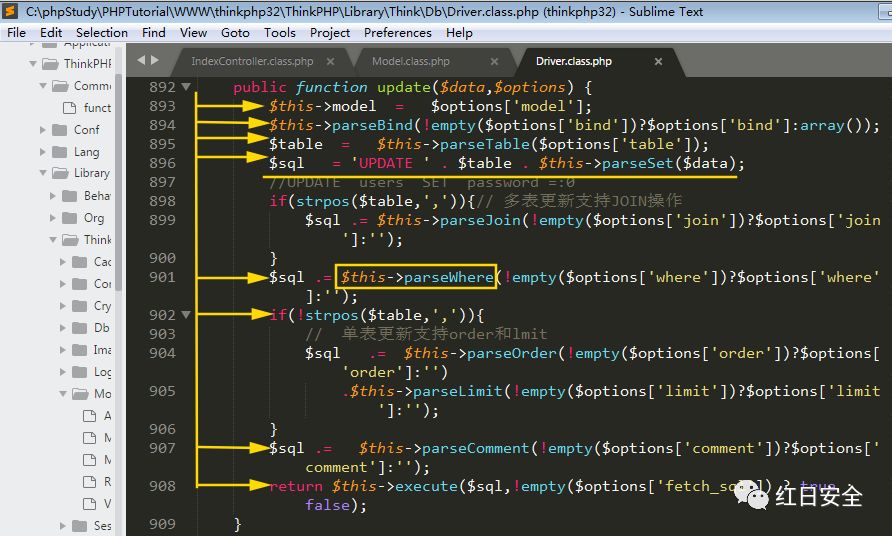 C:\phpStudy\PHPTutorial\WWW\thinkphp32\ThinkPHP\Library\Think\Db\Driver.class.php (thinkphp32) - Sublime Text
File Edit Selection Find View Goto Tools Project Preferences Help
IndexController.class.php × Model.class.php × Driver.class.php ×
ThinkPHP
Comm
funct
Conf
Lang
Library
Beha
Org
Think
Cac
Cor
Cry
Db
Ima
Log
Mo
A
M
M
R
V
Ses
892 public function update($data,$options) {
893 $this->model = $options['model'];
894 $this->parseBind(!empty($options['bind'])?$options['bind']:array());
895 $table = $this->parseTable($options['table']);
896 $sql = 'UPDATE ' . $table . $this->parseSet($data);
897 //UPDATE users SET password =:0
898 if(strpos($table,',')){// 多表更新支持JOIN操作
899 $sql .= $this->parseJoin(!empty($options['join'])?$options['join
']:'');
900 }
901 $sql .= $this->parseWhere(!empty($options['where'])?$options['where'
]:'');
902 if(!strpos($table,',')){
903 // 单表更新支持order和lmit
904 $sql .= $this->parseOrder(!empty($options['order'])?$options[
'order']:'')
905 .$this->parseLimit(!empty($options['limit'])?$options['limit
']:'');
906 }
907 $sql .= $this->parseComment(!empty($options['comment'])?$options['
comment']:'');
908 return $this->execute($sql,!empty($options['fetch_sql']) ? true :
false);
909 }
红日安全